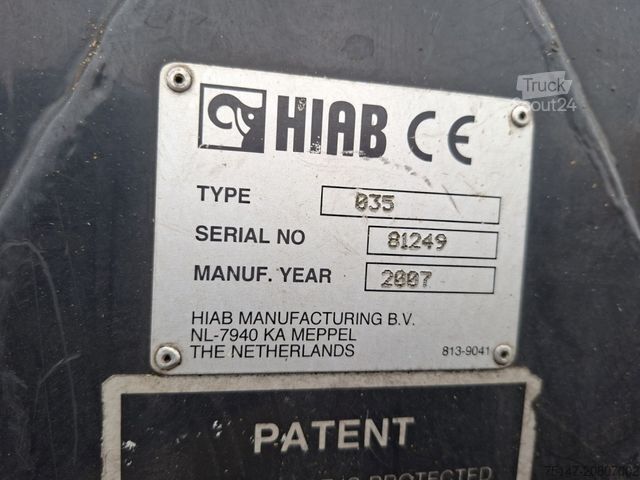 Truck
Scout24
HIAB CE
TYPE 035
SERIAL NO 81249
MANUF. YEAR 2007
HIAB MANUFACTURING B.V.
NL-7940 KA MEPPEL
THE NETHERLANDS 813-9041
PATENT
PROTECTED